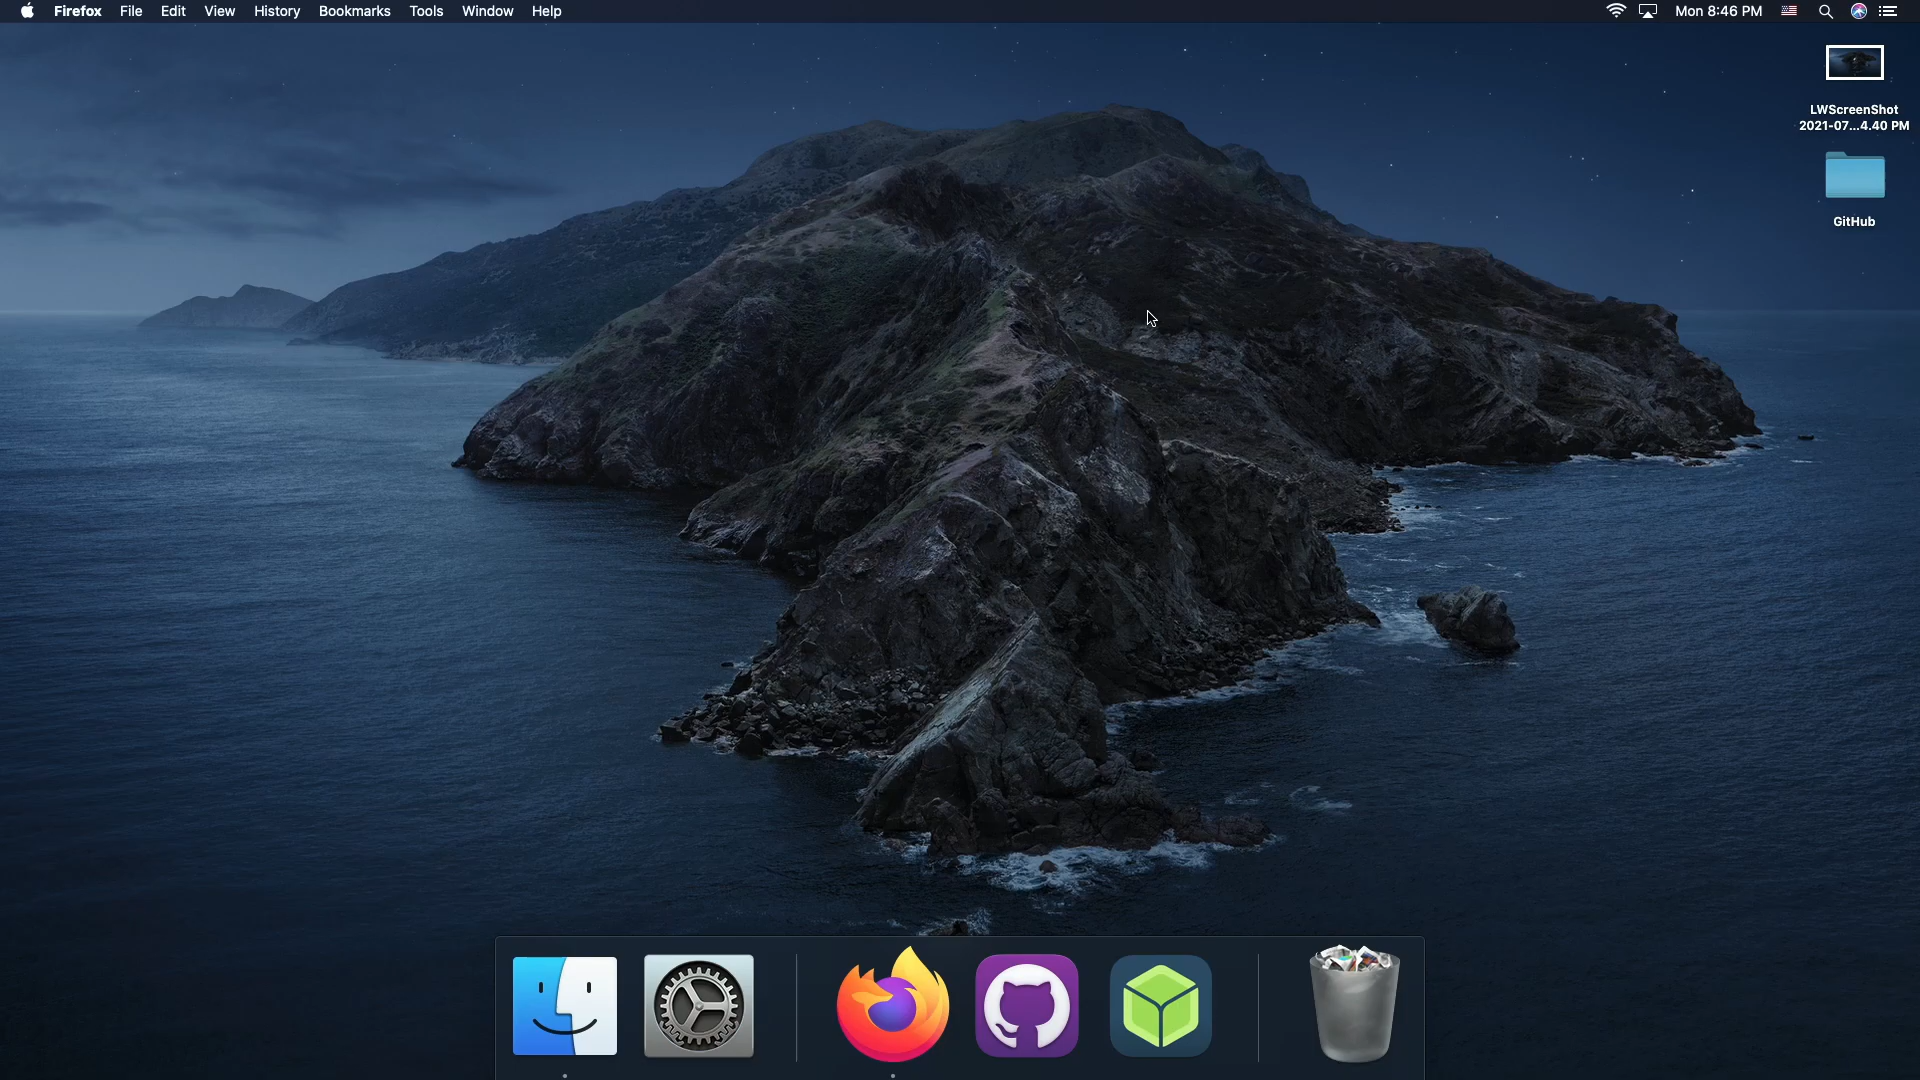 Firefox File Edit View History Bookmarks Tools Window Help Mon 8:46 PM
LWScreenShot
2021-07...4.40 PM
GitHub